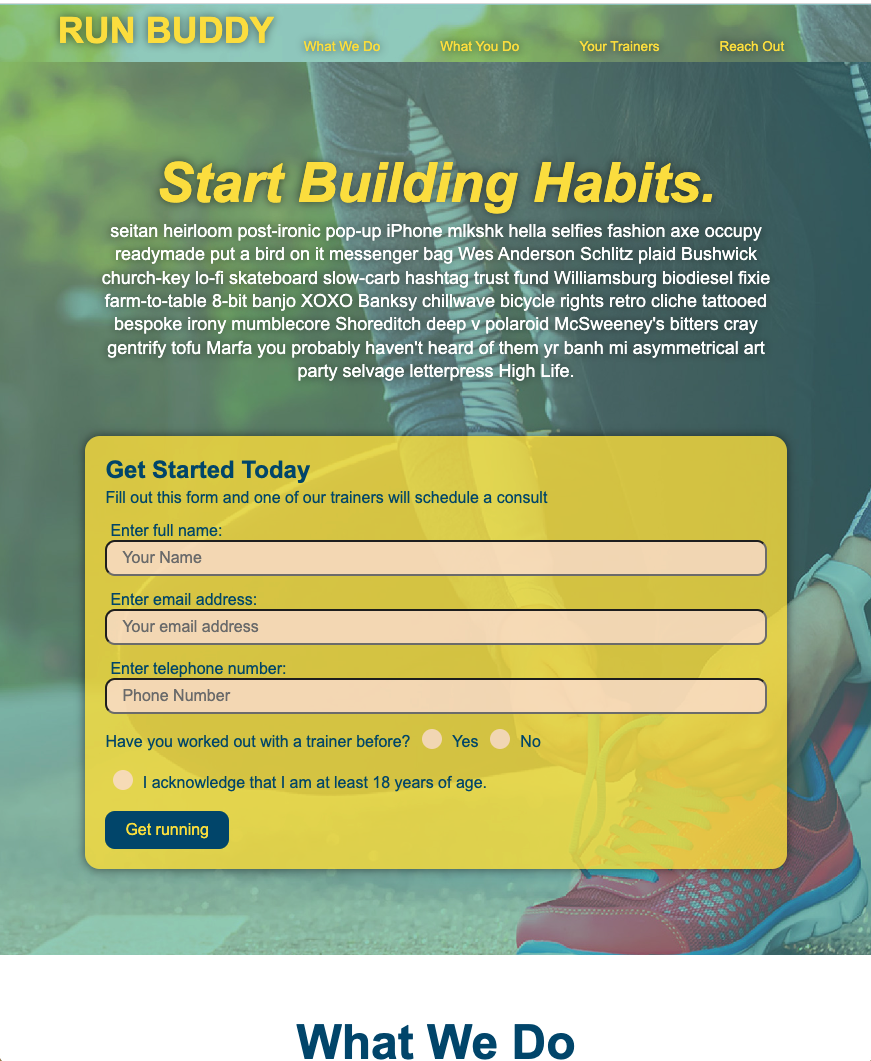 RUN BUDDY
What We Do
What You Do
Your Trainers
Reach Out
Start Building Habits.
seitan heirloom post-ironic pop-up iPhone mlkshk hella selfies fashion axe occupy
readymade put a bird on it messenger bag Wes Anderson Schlitz plaid Bushwick
church-key lo-fi skateboard slow-carb hashtag trust fund Williamsburg biodiesel fixie
farm-to-table 8-bit banjo XOXO Banksy chillwave bicycle rights retro cliche tattooed
bespoke irony mumblecore Shoreditch deep v polaroid McSweeney's bitters cray
gentrify tofu Marfa you probably haven't heard of them yr banh mi asymmetrical art
party selvage letterpress High Life.
Get Started Today
Fill out this form and one of our trainers will schedule a consult
Enter full name:
Your Name
Enter email address:
Your email address
Enter telephone number:
Phone Number
Have you worked out with a trainer before? Yes No
I acknowledge that I am at least 18 years of age.
Get running
What We Do